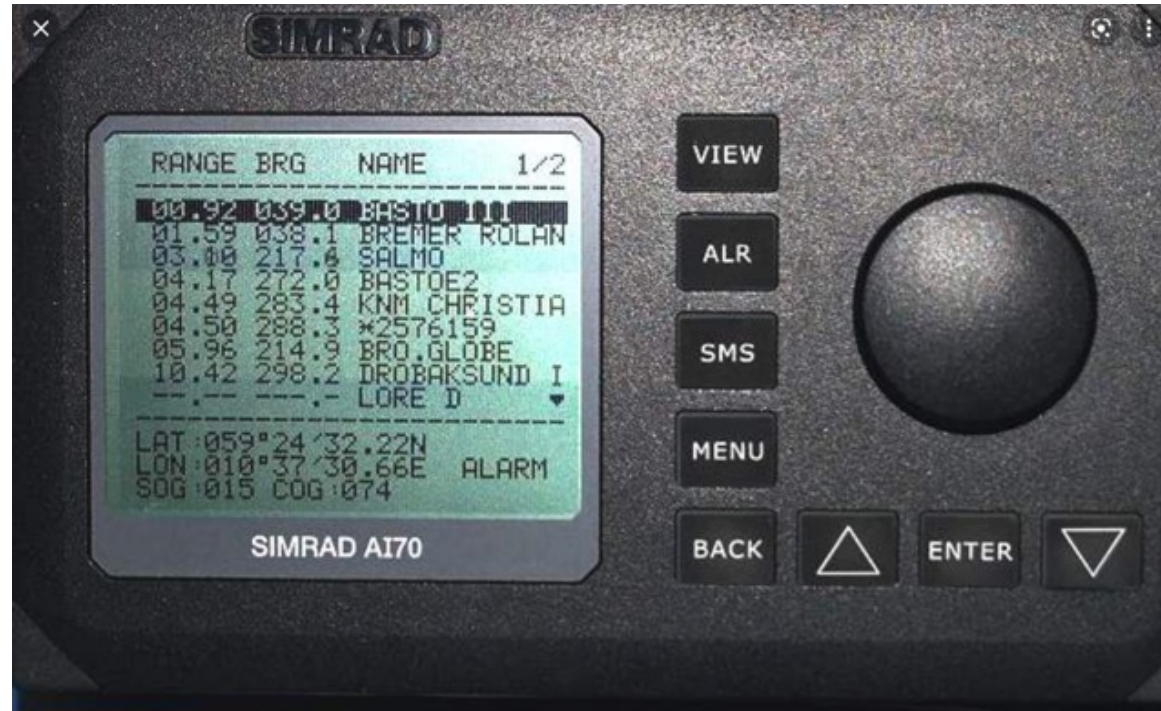 SIMRAD
RANGE BRG NAME 1/2
00.92 039.0 BASTO 111
01.59 038.1 BREMER ROLAN
03.10 217.6 SALMO
04.17 272.0 BASTOE2
04.49 283.4 KNM CHRISTIA
04.50 288.3 *2576159
05.96 214.9 BRO.GLOBE
10.42 298.2 DROBAKSUND I
--.-- ---.- LORE D
LAT:059°24'32.22N
LON:010°37'30.66E ALARM
SOG:015 COG:074
SIMRAD AI70
VIEW
ALR
SMS
MENU
BACK
ENTER